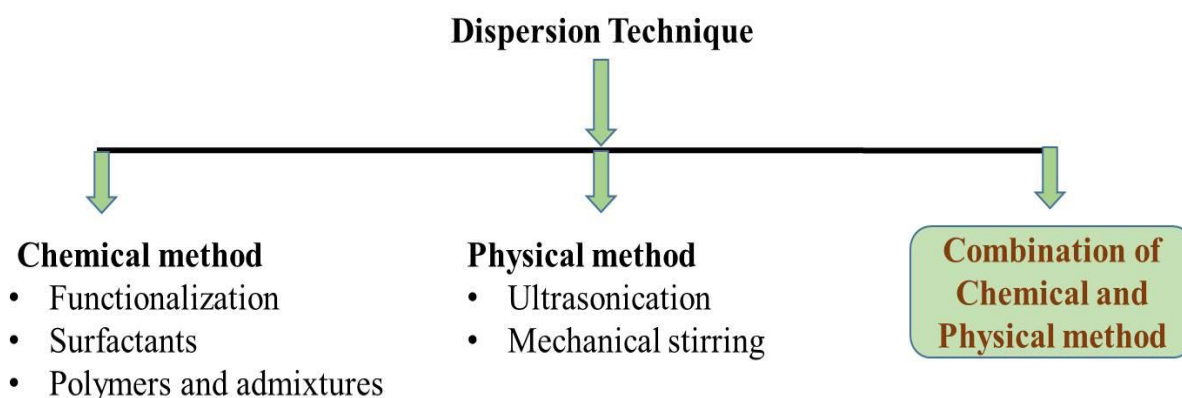 Dispersion Technique
Chemical method
• Functionalization
• Surfactants
• Polymers and admixtures
Physical method
• Ultrasonication
• Mechanical stirring
Combination of
Chemical and
Physical method